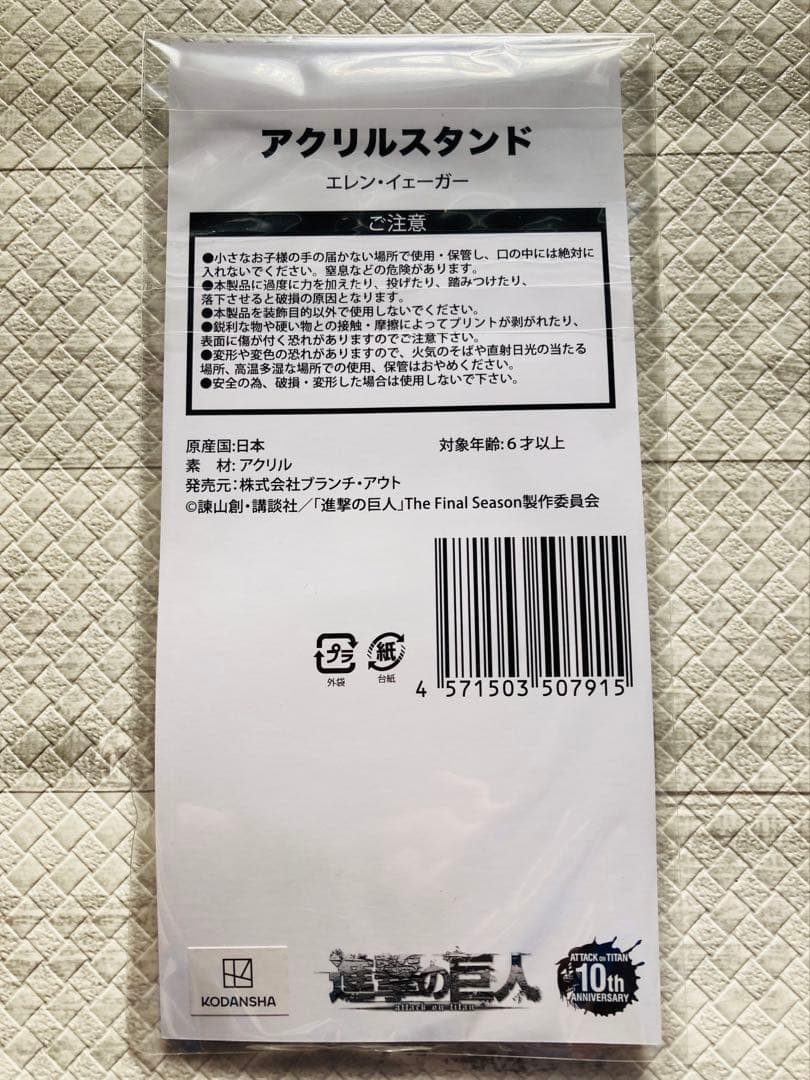 アクリルスタンド
エレン・イェーガー
ご注意
●小さなお子様の手の届かない場所で使用・保管し、口の中には絶対に
入れないでください。窒息などの危険があります。
●本製品に過度に力を加えたり、投げたり、踏みつけたり、
落下させると破損の原因となります。
●本製品を装飾目的以外で使用しないでください。
●鋭利な物や硬い物との接触・摩擦によってプリントが剥がれたり、
表面に傷が付く恐れがありますのでご注意下さい。
●変形や変色の恐れがありますので、火気のそばや直射日光の当たる
場所、高温多湿な場所での使用、保管はおやめください。
●安全の為、破損・変形した場合は使用しないで下さい。
原産国:日本 対象年齢:6才以上
素 材:アクリル
発売元:株式会社ブランチ・アウト
©諫山創・講談社/「進撃の巨人」The Final Season製作委員会
プラ 紙
外袋 台紙
4 571503 507915
KODANSHA
進撃の巨人
attack on titan
ATTACK on TITAN
10th
ANNIVERSARY